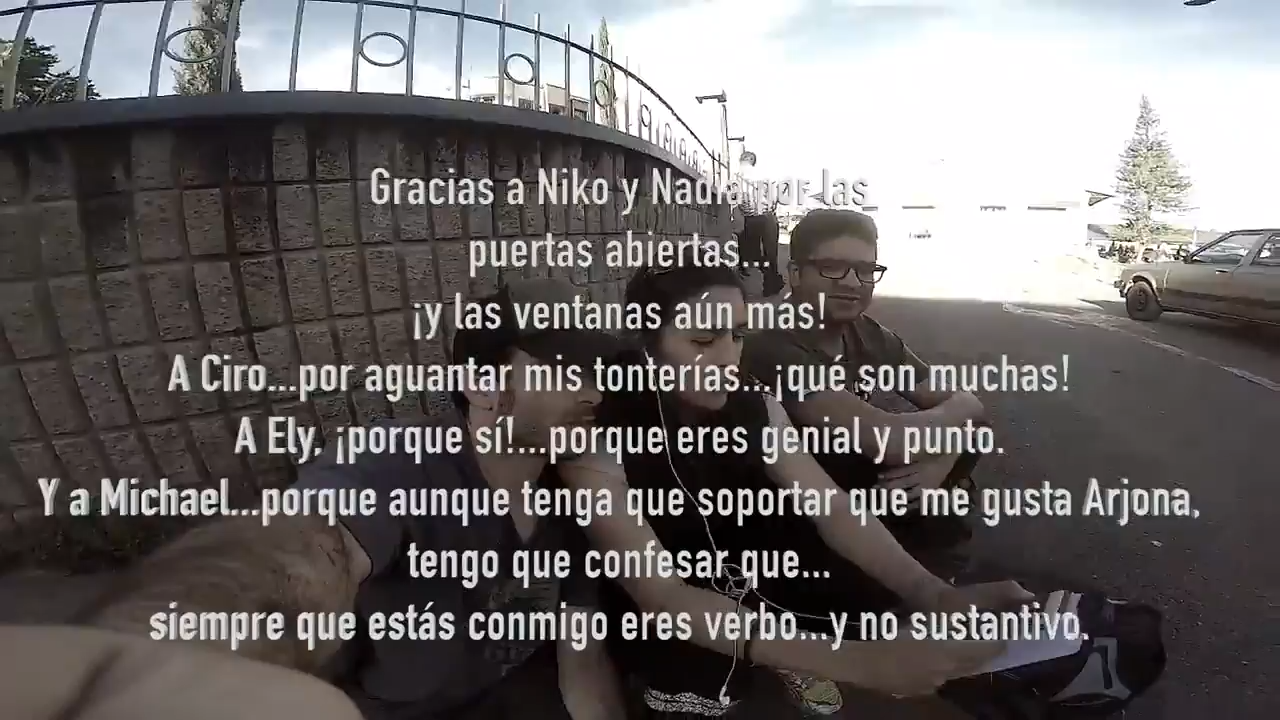 Gracias a Niko y Nadia por las
puertas abiertas...
¡y las ventanas aún más!
A Ciro...por aguantar mis tonterías...¡qué son muchas!
A Ely, ¡porque sí!...porque eres genial y punto.
Y a Michael...porque aunque tenga que soportar que me gusta Arjona,
tengo que confesar que...
siempre que estás conmigo eres verbo...y no sustantivo.